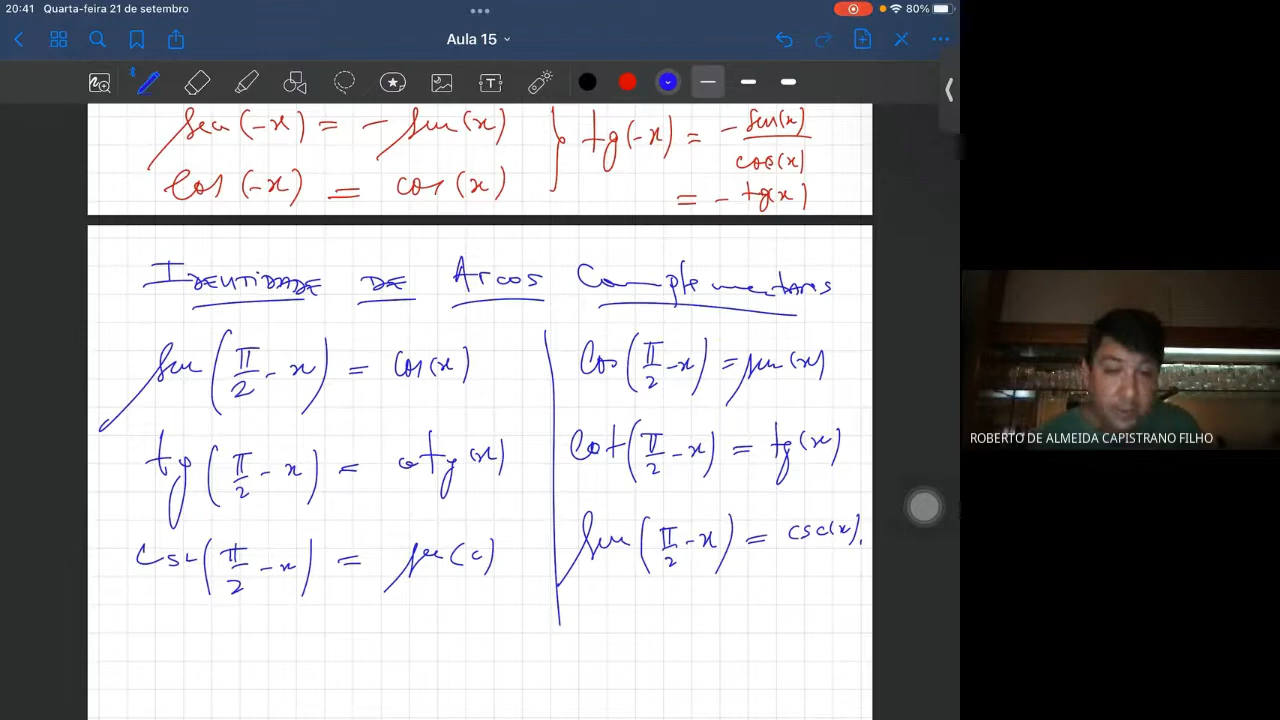 20:41 Quarta-feira 21 de setembro
80%
Aula 15
sen(-x) = - sen(x)
cos(-x) = cos(x)
tg(-x) = -sen(x)/cos(x)
= - tg(x)
IDENTIDADE DE Arcos Complementares
sen(π/2 - x) = cos(x)
cos(π/2 - x) = sen(x)
tg(π/2 - x) = cotg(x)
cot(π/2 - x) = tg(x)
csc(π/2 - x) = sec(c)
sen(π/2 - x) = csc(x).
ROBERTO DE ALMEIDA CAPISTRANO FILHO